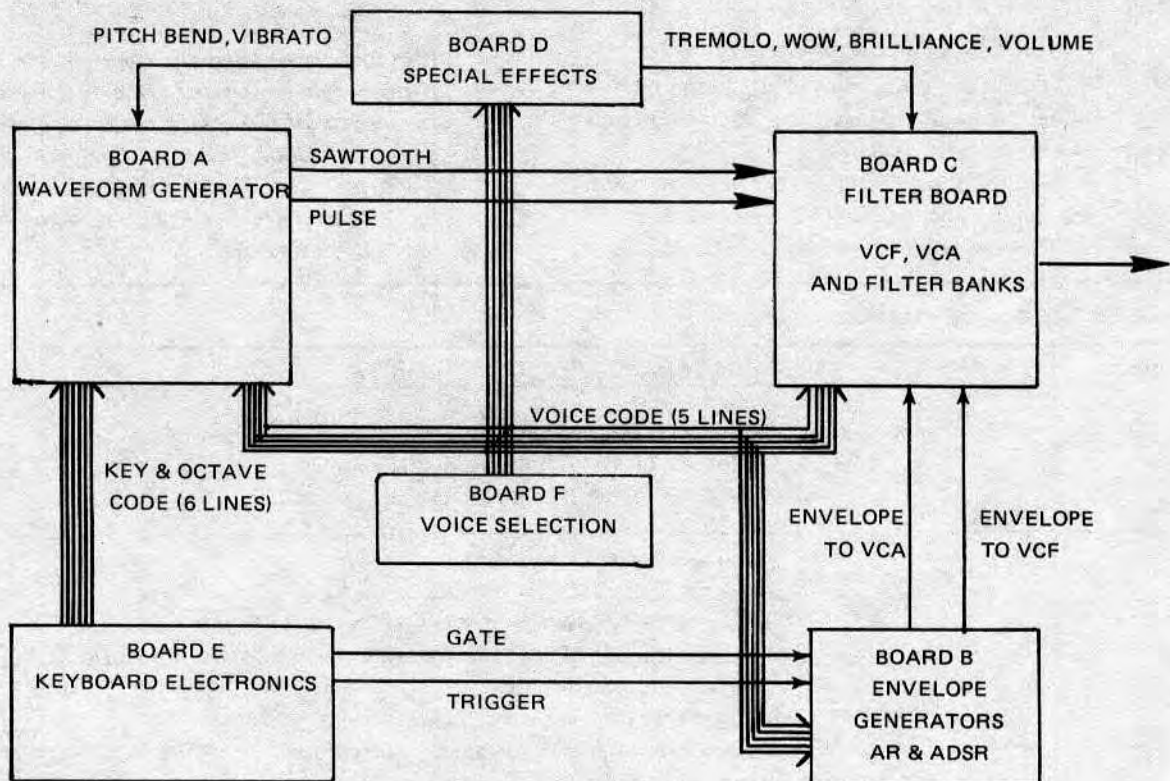 PITCH BEND,VIBRATO
BOARD D
SPECIAL EFFECTS
TREMOLO, WOW, BRILLIANCE, VOLUME
BOARD A
WAVEFORM GENERATOR
SAWTOOTH
PULSE
BOARD C
FILTER BOARD
VCF, VCA
AND FILTER BANKS
VOICE CODE (5 LINES)
KEY & OCTAVE
CODE (6 LINES)
BOARD F
VOICE SELECTION
ENVELOPE
TO VCA
ENVELOPE
TO VCF
BOARD E
KEYBOARD ELECTRONICS
GATE
TRIGGER
BOARD B
ENVELOPE
GENERATORS
AR & ADSR